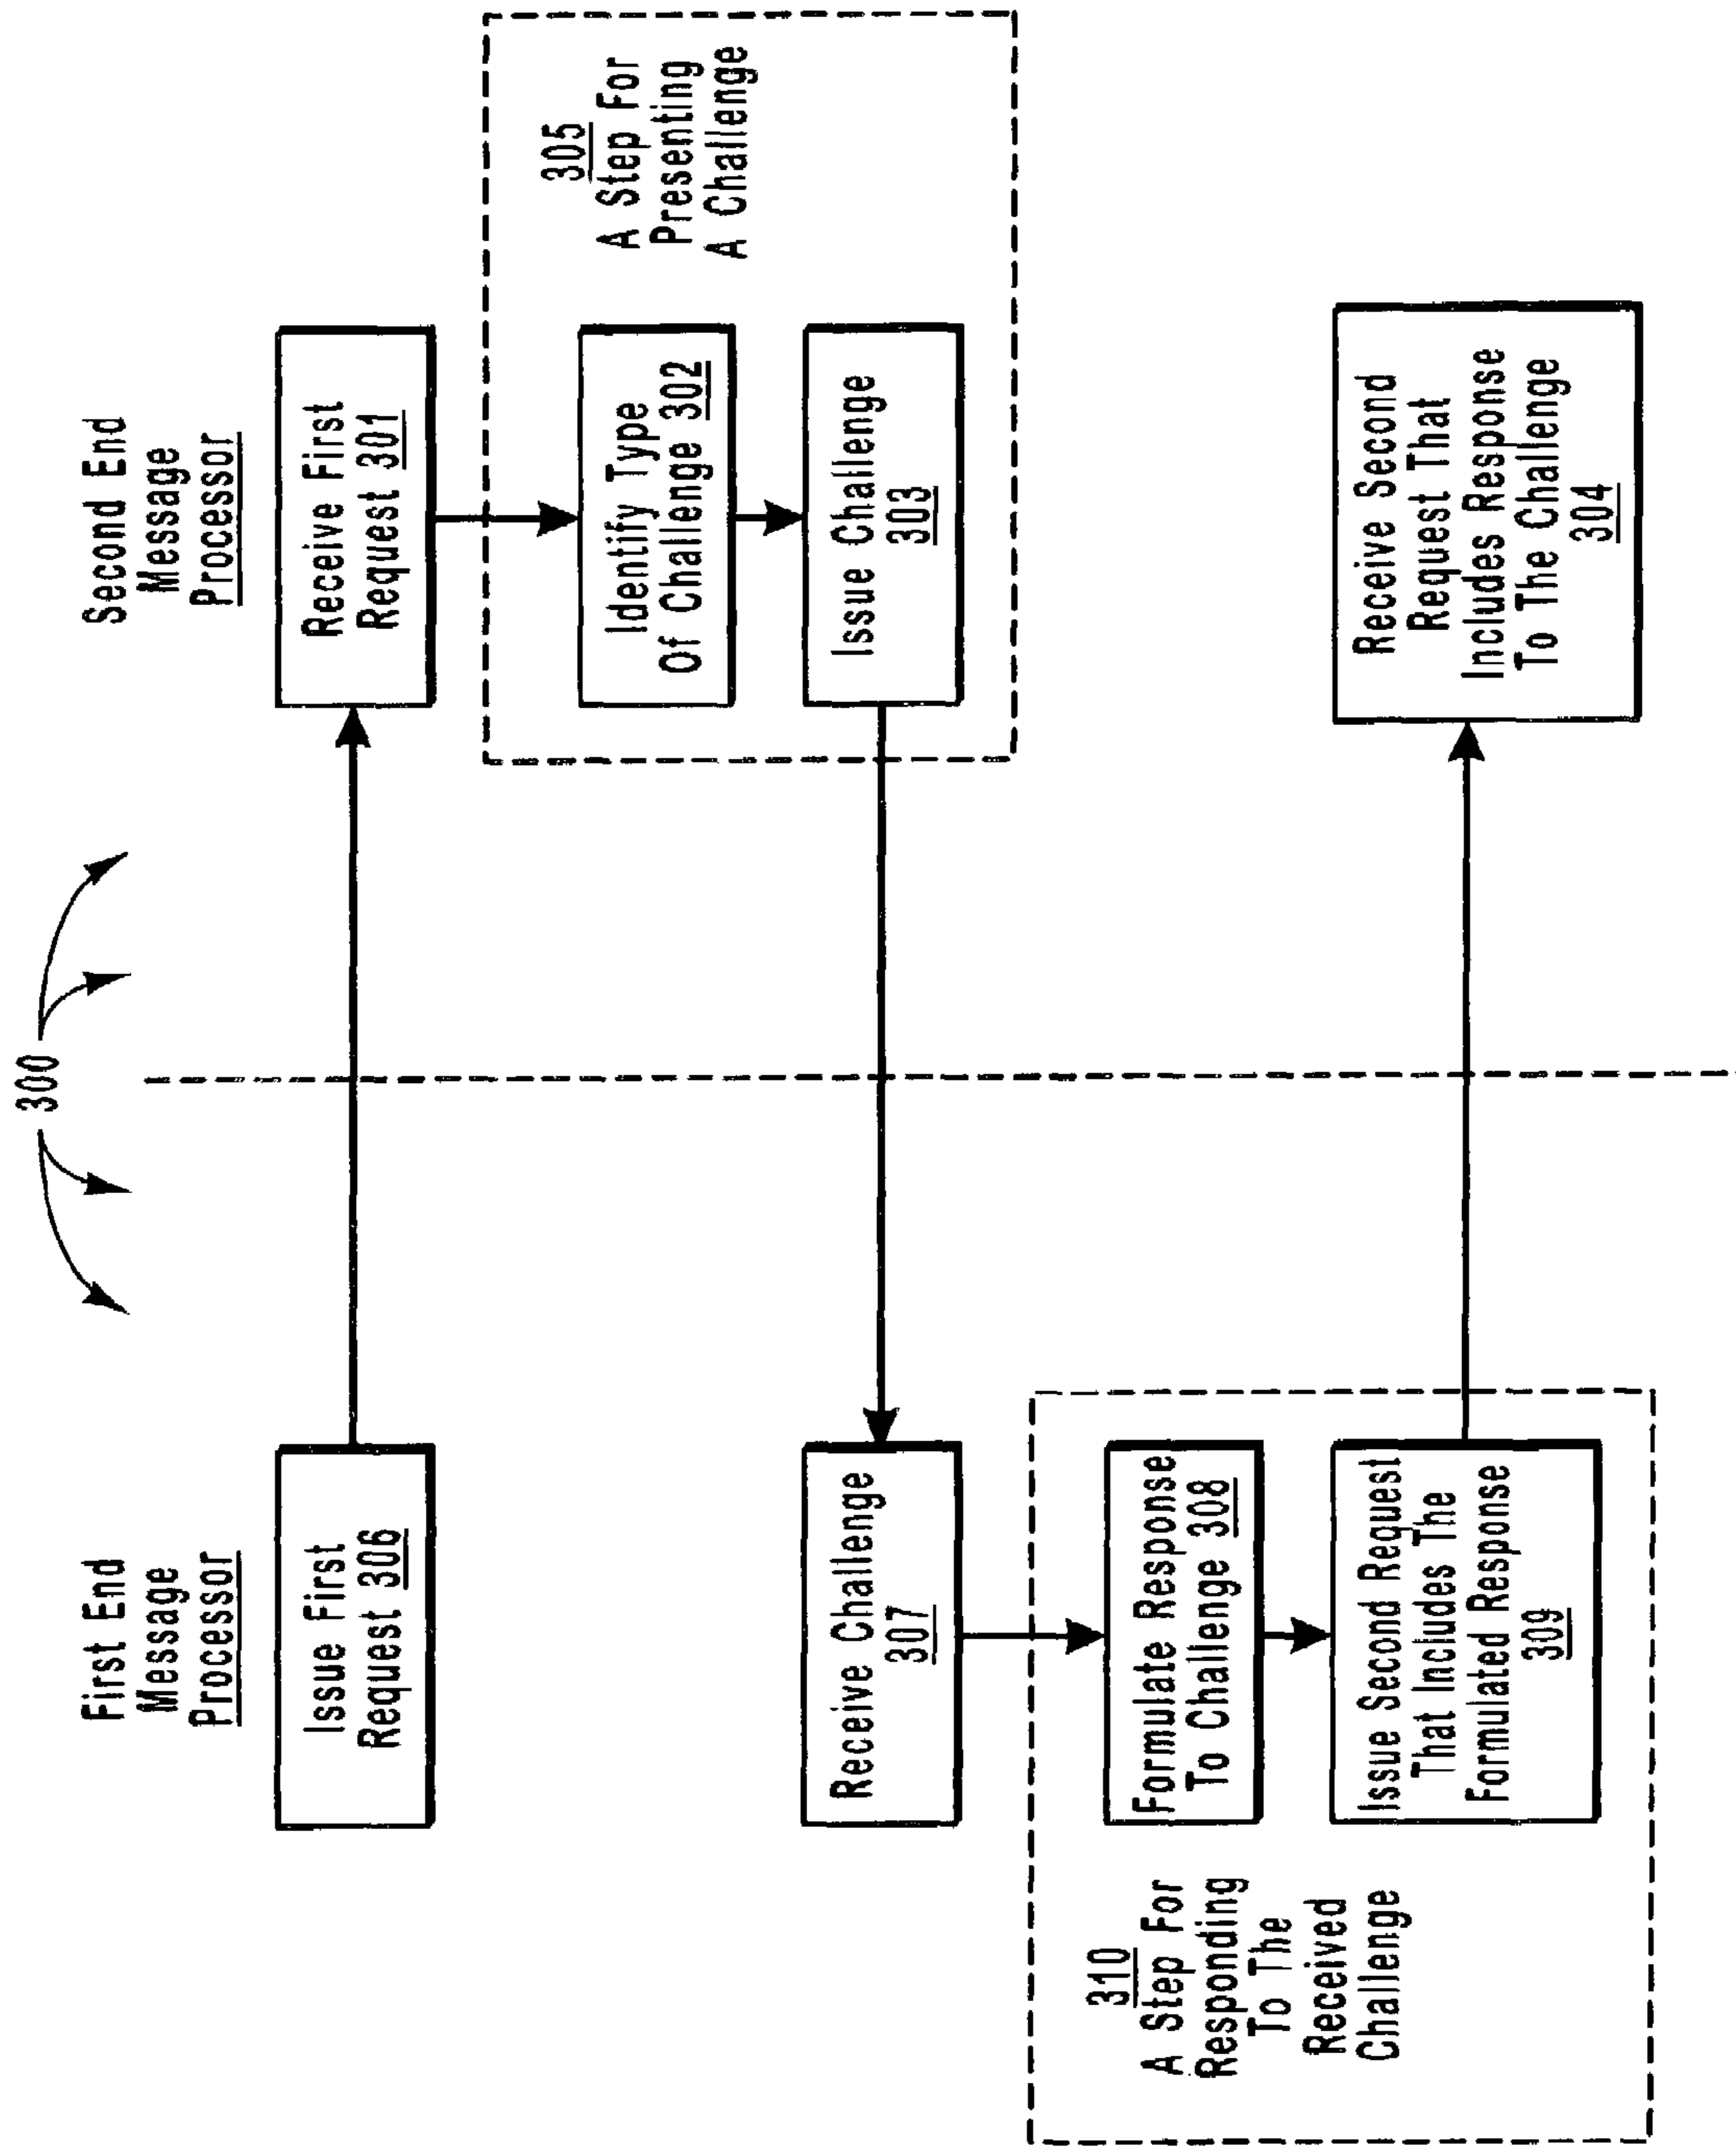 300
First End
Message
Processor
Second End
Message
Processor
Issue First
Request 306
Receive First
Request 301
305
A Step For
Presenting
A Challenge
Identify Type
Of Challenge 302
Issue Challenge
303
Receive Challenge
307
310
A Step For
Responding
To The
Received
Challenge
Formulate Response
To Challenge 308
Issue Second Request
That Includes The
Formulated Response
309
Receive Second
Request That
Includes Response
To The Challenge
304